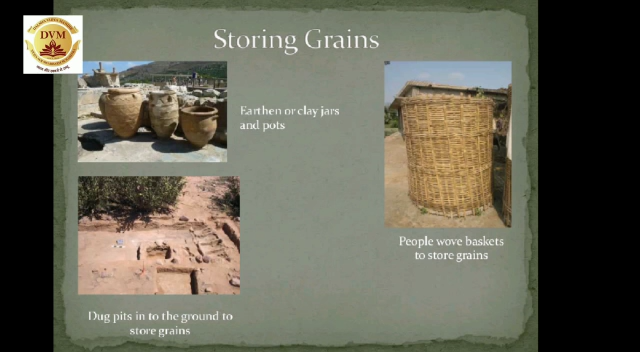 DVM
Storing Grains
Earthen or clay jars
and pots
People wove baskets
to store grains
Dug pits in to the ground to
store grains